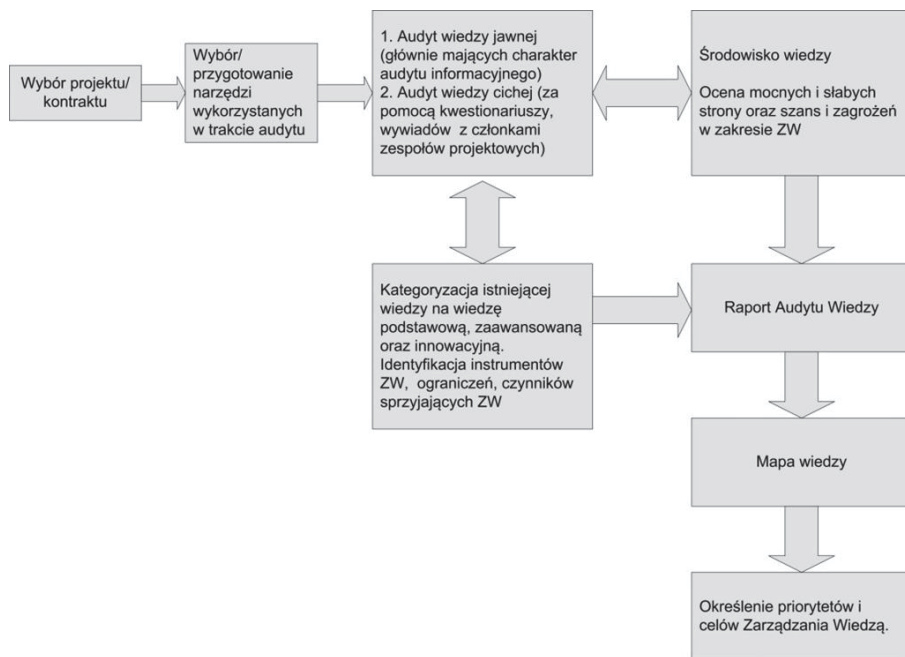 Wybór projektu/
kontraktu
Wybór/
przygotowanie
narzędzi
wykorzystanych
w trakcie audytu
1. Audyt wiedzy jawnej
(głównie mających charakter
audytu informacyjnego)
2. Audyt wiedzy cichej (za
pomocą kwestionariuszy,
wywiadów z członkami
zespołów projektowych)
Środowisko wiedzy
Ocena mocnych i słabych
strony oraz szans i zagrożeń
w zakresie ZW
Kategoryzacja istniejącej
wiedzy na wiedzę
podstawową, zaawansowaną
oraz innowacyjną.
Identyfikacja instrumentów
ZW, ograniczeń, czynników
sprzyjających ZW
Raport Audytu Wiedzy
Mapa wiedzy
Określenie priorytetów i
celów Zarządzania Wiedzą.